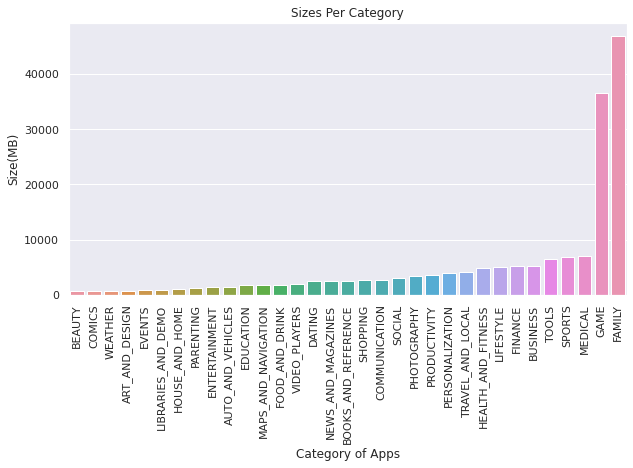 Sizes Per Category
Size(MB)
40000
30000
20000
10000
0
BEAUTY
COMICS
WEATHER
ART_AND_DESIGN
EVENTS
LIBRARIES_AND_DEMO
HOUSE_AND_HOME
PARENTING
ENTERTAINMENT
AUTO_AND_VEHICLES
EDUCATION
MAPS_AND_NAVIGATION
FOOD_AND_DRINK
VIDEO_PLAYERS
DATING
NEWS_AND_MAGAZINES
BOOKS_AND_REFERENCE
SHOPPING
COMMUNICATION
SOCIAL
PHOTOGRAPHY
PRODUCTIVITY
PERSONALIZATION
TRAVEL_AND_LOCAL
HEALTH_AND_FITNESS
LIFESTYLE
FINANCE
BUSINESS
TOOLS
SPORTS
MEDICAL
GAME
FAMILY
Category of Apps